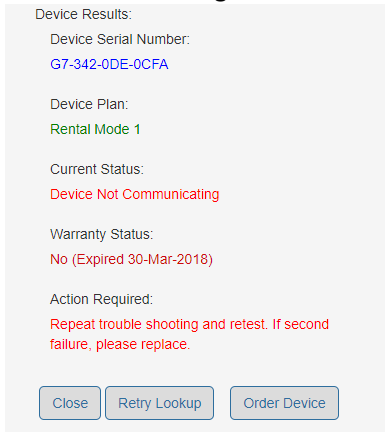 Device Results:
Device Serial Number:
G7-342-0DE-0CFA
Device Plan:
Rental Mode 1
Current Status:
Device Not Communicating
Warranty Status:
No (Expired 30-Mar-2018)
Action Required:
Repeat trouble shooting and retest. If second
failure, please replace.
Close
Retry Lookup
Order Device